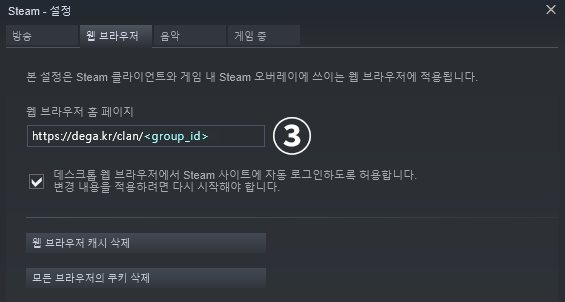 Steam - 설정
방송
웹 브라우저
음악
게임 중
본 설정은 Steam 클라이언트와 게임 내 Steam 오버레이에 쓰이는 웹 브라우저에 적용됩니다.
웹 브라우저 홈 페이지
https://dega.kr/clan/<group_id>
3
데스크톱 웹 브라우저에서 Steam 사이트에 자동 로그인하도록 허용합니다.
변경 내용을 적용하려면 다시 시작해야 합니다.
웹 브라우저 캐시 삭제
모든 브라우저의 쿠키 삭제